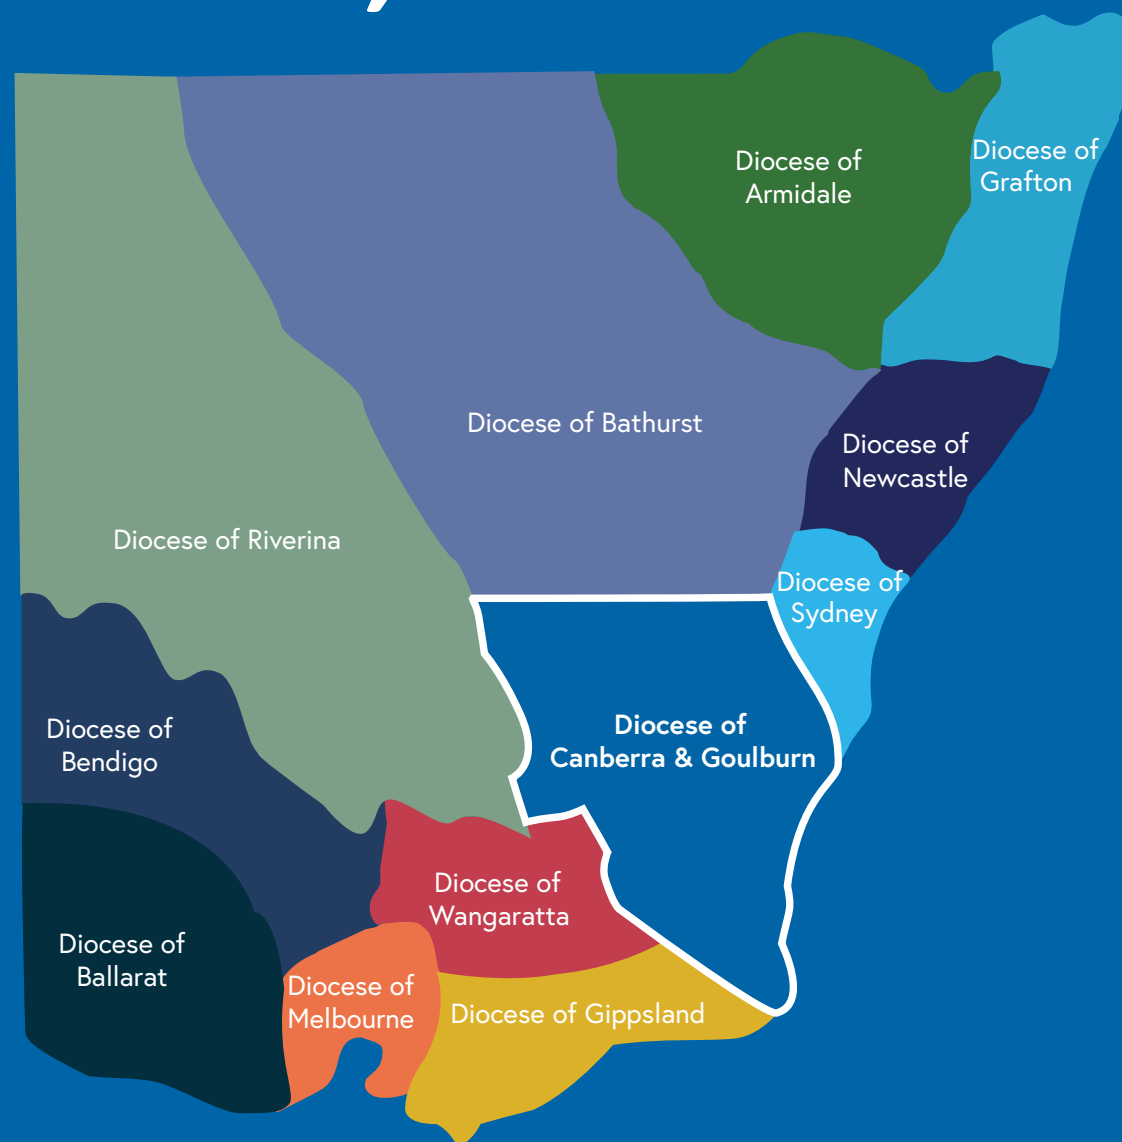 Diocese of
Armidale
Diocese of
Grafton
Diocese of Bathurst
Diocese of
Newcastle
Diocese of Riverina
Diocese of
Sydney
Diocese of
Canberra & Goulburn
Diocese of
Bendigo
Diocese of
Wangaratta
Diocese of
Ballarat
Diocese of
Melbourne
Diocese of Gippsland